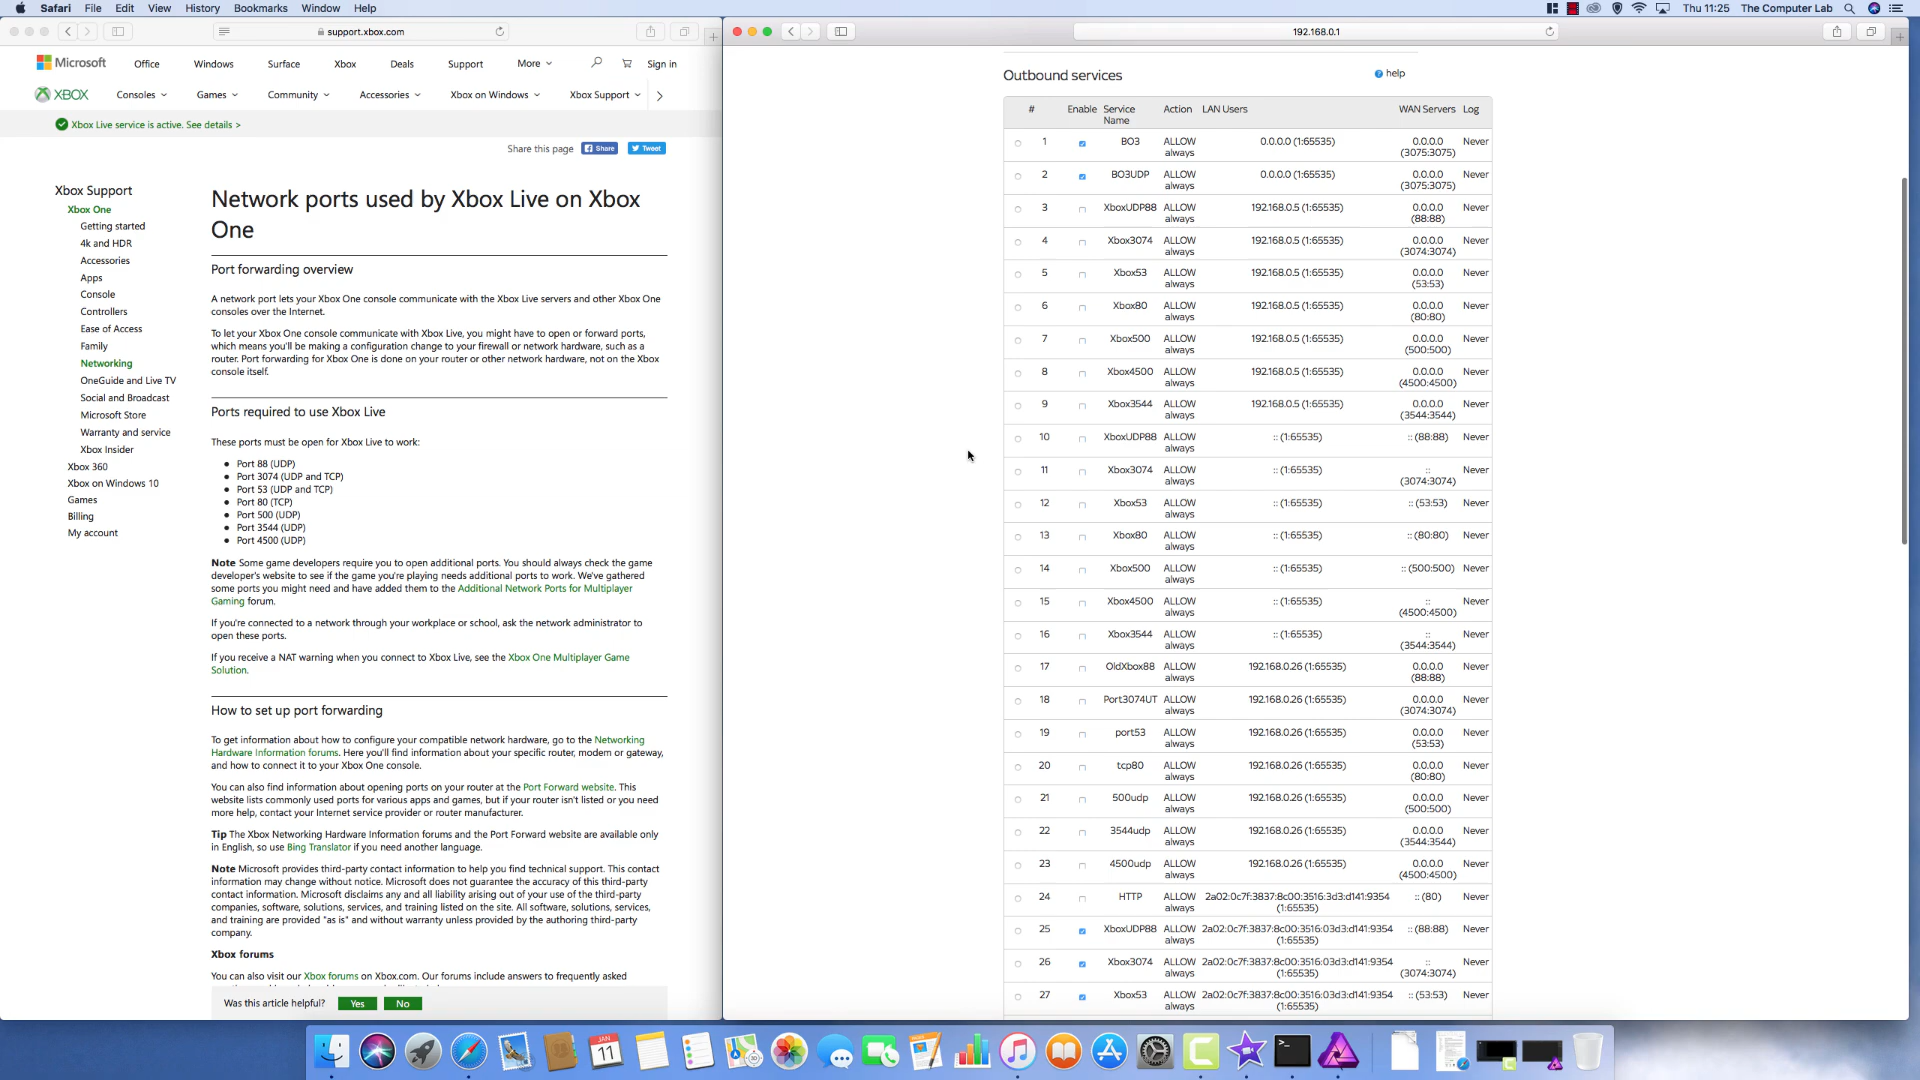 Safari File Edit View History Bookmarks Window Help
Thu 11:25 The Computer Lab
support.xbox.com
Microsoft Office Windows Surface Xbox Deals Support More Sign in
XBOX Consoles Games Community Accessories Xbox on Windows Xbox Support
Xbox Live service is active. See details >
Share this page Share Tweet
Xbox Support
Xbox One
Getting started
4k and HDR
Accessories
Apps
Console
Controllers
Ease of Access
Family
Networking
OneGuide and Live TV
Social and Broadcast
Microsoft Store
Warranty and service
Xbox Insider
Xbox 360
Xbox on Windows 10
Games
Billing
My account
Network ports used by Xbox Live on Xbox
One
Port forwarding overview
A network port lets your Xbox One console communicate with the Xbox Live servers and other Xbox One
consoles over the Internet.
To let your Xbox One console communicate with Xbox Live, you might have to open or forward ports,
which means you'll be making a configuration change to your firewall or network hardware, such as a
router. Port forwarding for Xbox One is done on your router or other network hardware, not on the Xbox
console itself.
Ports required to use Xbox Live
These ports must be open for Xbox Live to work:
• Port 88 (UDP)
• Port 3074 (UDP and TCP)
• Port 53 (UDP and TCP)
• Port 80 (TCP)
• Port 500 (UDP)
• Port 3544 (UDP)
• Port 4500 (UDP)
Note Some game developers require you to open additional ports. You should always check the game
developer's website to see if the game you're playing needs additional ports to work. We've gathered
some ports you might need and have added them to the Additional Network Ports for Multiplayer
Gaming forum.
If you're connected to a network through your workplace or school, ask the network administrator to
open these ports.
If you receive a NAT warning when you connect to Xbox Live, see the Xbox One Multiplayer Game
Solution.
How to set up port forwarding
To get information about how to configure your compatible network hardware, go to the Networking
Hardware Information forums. Here you'll find information about your specific router, modem or gateway,
and how to connect it to your Xbox One console.
You can also find information about opening ports on your router at the Port Forward website. This
website lists commonly used ports for various apps and games, but if your router isn't listed or you need
more help, contact your Internet service provider or router manufacturer.
Tip The Xbox Networking Hardware Information forums and the Port Forward website are available only
in English, so use Bing Translator if you need another language.
Note Microsoft provides third-party contact information to help you find technical support. This contact
information may change without notice. Microsoft does not guarantee the accuracy of this third-party
contact information. Microsoft disclaims any and all liability arising out of your use of the third-party
companies, software, solutions, services, and training listed on the site. All software, solutions, services,
and training are provided "as is" and without warranty unless provided by the authoring third-party
company.
Xbox forums
You can also visit our Xbox forums on Xbox.com. Our forums include answers to frequently asked
Was this article helpful? Yes No
192.168.0.1
Outbound services
help
# Enable Service Action LAN Users WAN Servers Log
Name
1 BO3 ALLOW 0.0.0.0 (1:65535) 0.0.0.0 Never
always (3075:3075)
2 BO3UDP ALLOW 0.0.0.0 (1:65535) 0.0.0.0 Never
always (3075:3075)
3 XboxUDP88 ALLOW 192.168.0.5 (1:65535) 0.0.0.0 Never
always (88:88)
4 Xbox3074 ALLOW 192.168.0.5 (1:65535) 0.0.0.0 Never
always (3074:3074)
5 Xbox53 ALLOW 192.168.0.5 (1:65535) 0.0.0.0 Never
always (53:53)
6 Xbox80 ALLOW 192.168.0.5 (1:65535) 0.0.0.0 Never
always (80:80)
7 Xbox500 ALLOW 192.168.0.5 (1:65535) 0.0.0.0 Never
always (500:500)
8 Xbox4500 ALLOW 192.168.0.5 (1:65535) 0.0.0.0 Never
always (4500:4500)
9 Xbox3544 ALLOW 192.168.0.5 (1:65535) 0.0.0.0 Never
always (3544:3544)
10 XboxUDP88 ALLOW :: (1:65535) :: (88:88) Never
always
11 Xbox3074 ALLOW :: (1:65535) :: Never
always (3074:3074)
12 Xbox53 ALLOW :: (1:65535) :: (53:53) Never
always
13 Xbox80 ALLOW :: (1:65535) :: (80:80) Never
always
14 Xbox500 ALLOW :: (1:65535) :: (500:500) Never
always
15 Xbox4500 ALLOW :: (1:65535) :: Never
always (4500:4500)
16 Xbox3544 ALLOW :: (1:65535) :: Never
always (3544:3544)
17 OldXbox88 ALLOW 192.168.0.26 (1:65535) 0.0.0.0 Never
always (88:88)
18 Port3074UT ALLOW 192.168.0.26 (1:65535) 0.0.0.0 Never
always (3074:3074)
19 port53 ALLOW 192.168.0.26 (1:65535) 0.0.0.0 Never
always (53:53)
20 tcp80 ALLOW 192.168.0.26 (1:65535) 0.0.0.0 Never
always (80:80)
21 500udp ALLOW 192.168.0.26 (1:65535) 0.0.0.0 Never
always (500:500)
22 3544udp ALLOW 192.168.0.26 (1:65535) 0.0.0.0 Never
always (3544:3544)
23 4500udp ALLOW 192.168.0.26 (1:65535) 0.0.0.0 Never
always (4500:4500)
24 HTTP ALLOW 2a02:0c7f:3837:8c00:3516:3d3:d141:9354 :: (80) Never
always (1:65535)
25 XboxUDP88 ALLOW 2a02:0c7f:3837:8c00:3516:03d3:d141:9354 :: (88:88) Never
always (1:65535)
26 Xbox3074 ALLOW 2a02:0c7f:3837:8c00:3516:03d3:d141:9354 :: Never
always (1:65535) (3074:3074)
27 Xbox53 ALLOW 2a02:0c7f:3837:8c00:3516:03d3:d141:9354 :: (53:53) Never
always (1:65535)
JAN
11